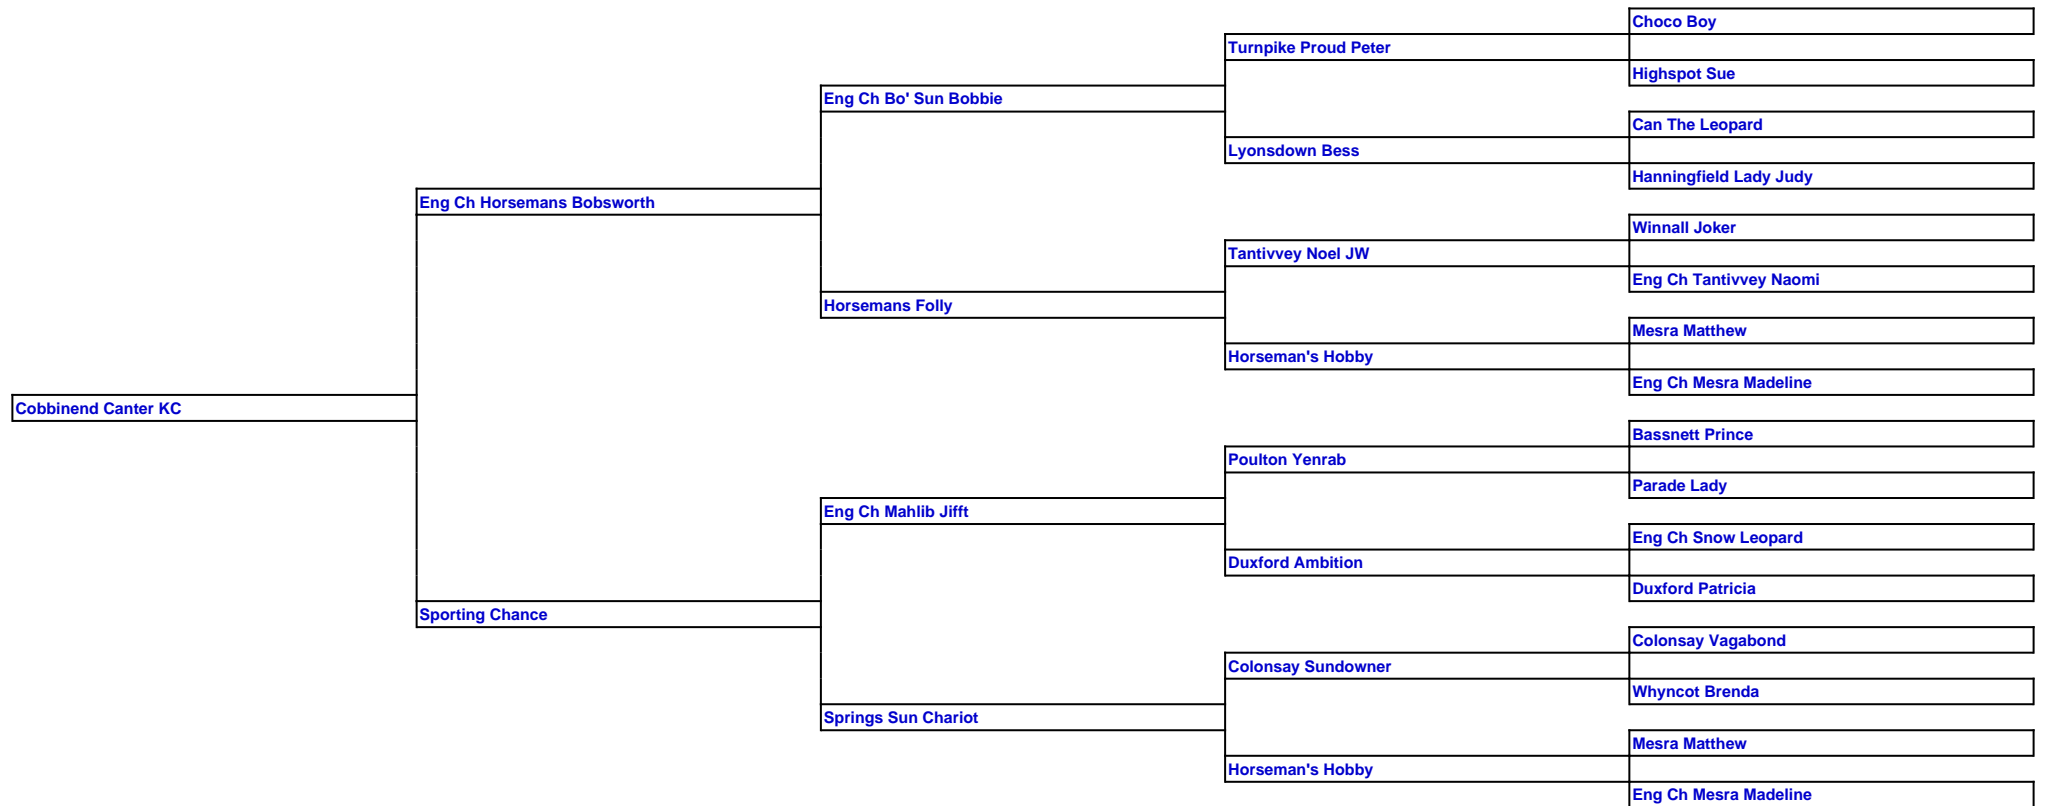 Choco Boy
Turnpike Proud Peter
Highspot Sue
Eng Ch Bo' Sun Bobbie
Can The Leopard
Lyonsdown Bess
Hanningfield Lady Judy
Eng Ch Horsemans Bobsworth
Winnall Joker
Tantivvey Noel JW
Eng Ch Tantivvey Naomi
Horsemans Folly
Mesra Matthew
Horseman's Hobby
Eng Ch Mesra Madeline
Cobbinend Canter KC
Bassnett Prince
Poulton Yenrab
Parade Lady
Eng Ch Mahlib Jifft
Eng Ch Snow Leopard
Duxford Ambition
Duxford Patricia
Sporting Chance
Colonsay Vagabond
Colonsay Sundowner
Whyncot Brenda
Springs Sun Chariot
Mesra Matthew
Horseman's Hobby
Eng Ch Mesra Madeline